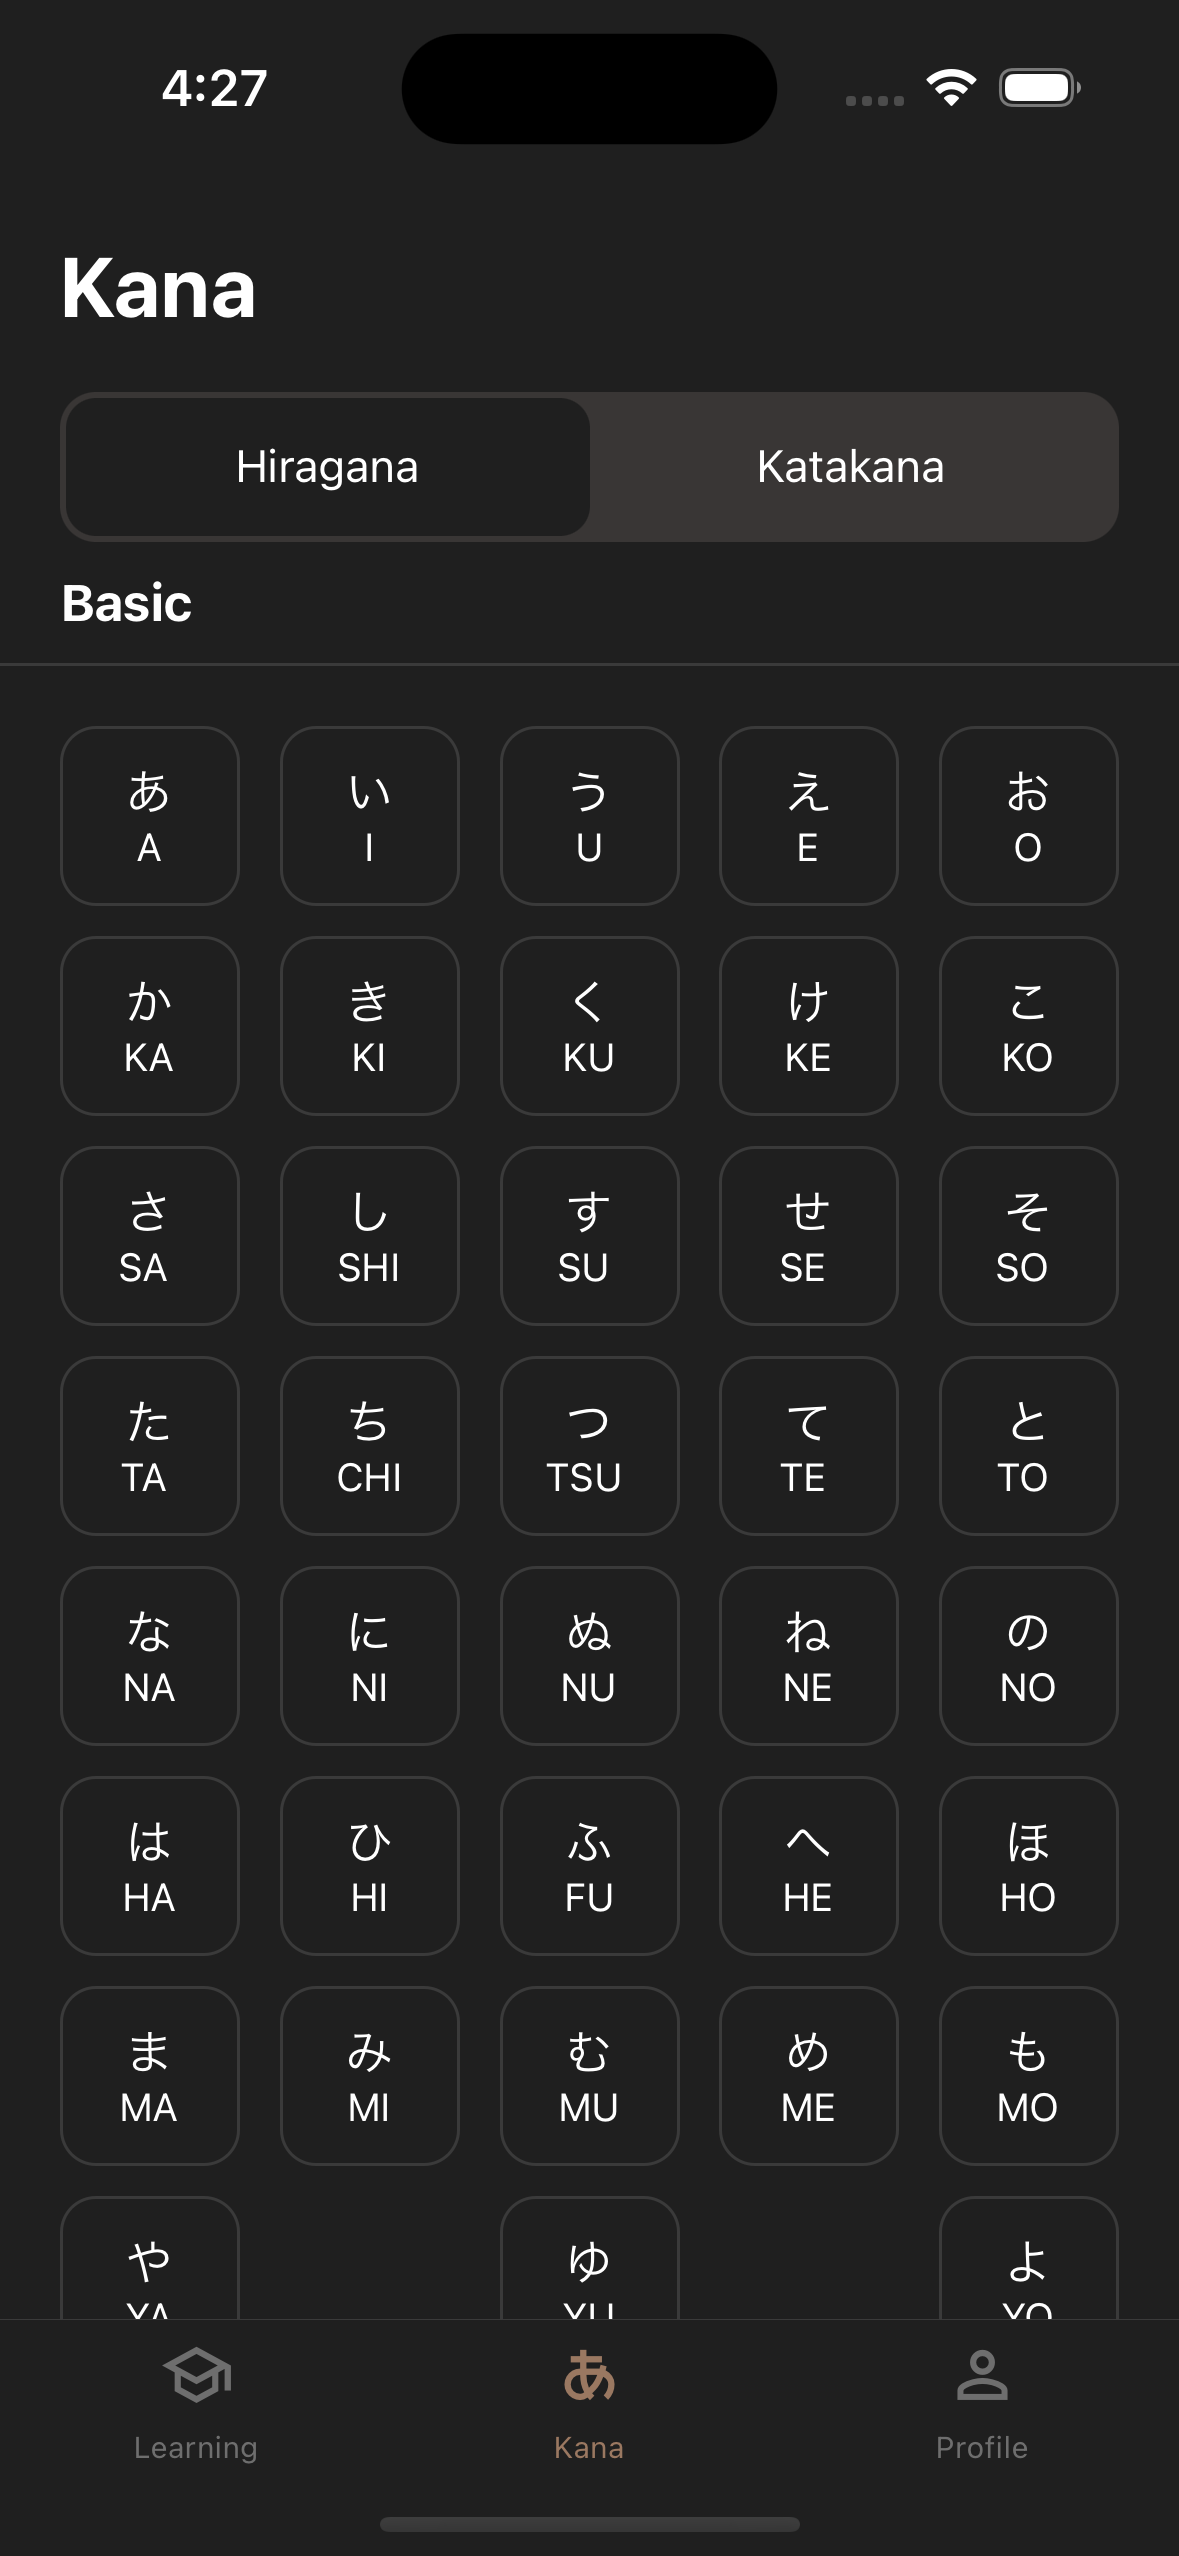 4:27
Kana
Hiragana Katakana
Basic
あ い う え お
A I U E O
か き く け こ
KA KI KU KE KO
さ し す せ そ
SA SHI SU SE SO
た ち つ て と
TA CHI TSU TE TO
な に ぬ ね の
NA NI NU NE NO
は ひ ふ へ ほ
HA HI FU HE HO
ま み む め も
MA MI MU ME MO
や ゆ よ
YA YU YO
あ
Learning Kana Profile